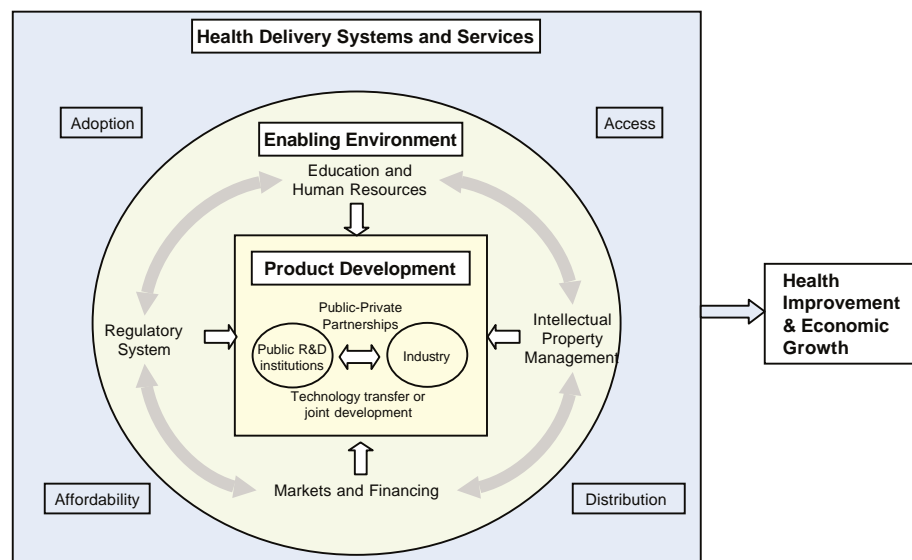 Health Delivery Systems and Services
Adoption
Access
Enabling Environment
Education and
Human Resources
Product Development
Public-Private
Partnerships
Regulatory
System
Public R&D
institutions
Industry
Intellectual
Property
Management
Technology transfer or
joint development
Markets and Financing
Affordability
Distribution
Health
Improvement
& Economic
Growth